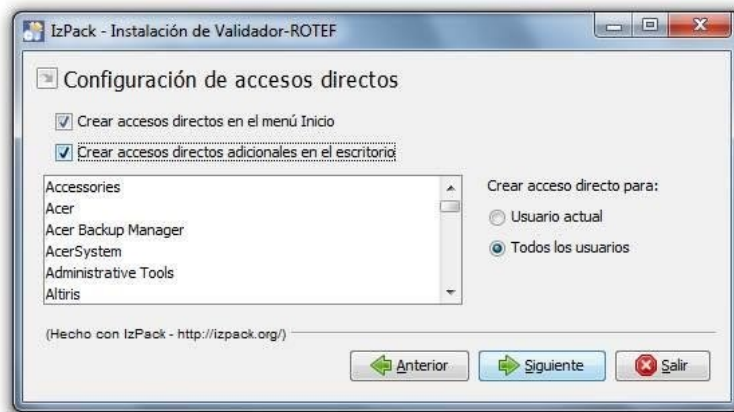 IzPack - Instalación de Validador-ROTEF
Configuración de accesos directos
Crear accesos directos en el menú Inicio
Crear accesos directos adicionales en el escritorio
Accessories
Acer
Acer Backup Manager
AcerSystem
Administrative Tools
Altiris
Crear acceso directo para:
Usuario actual
Todos los usuarios
(Hecho con IzPack - http://izpack.org/)
Anterior
Siguiente
Salir